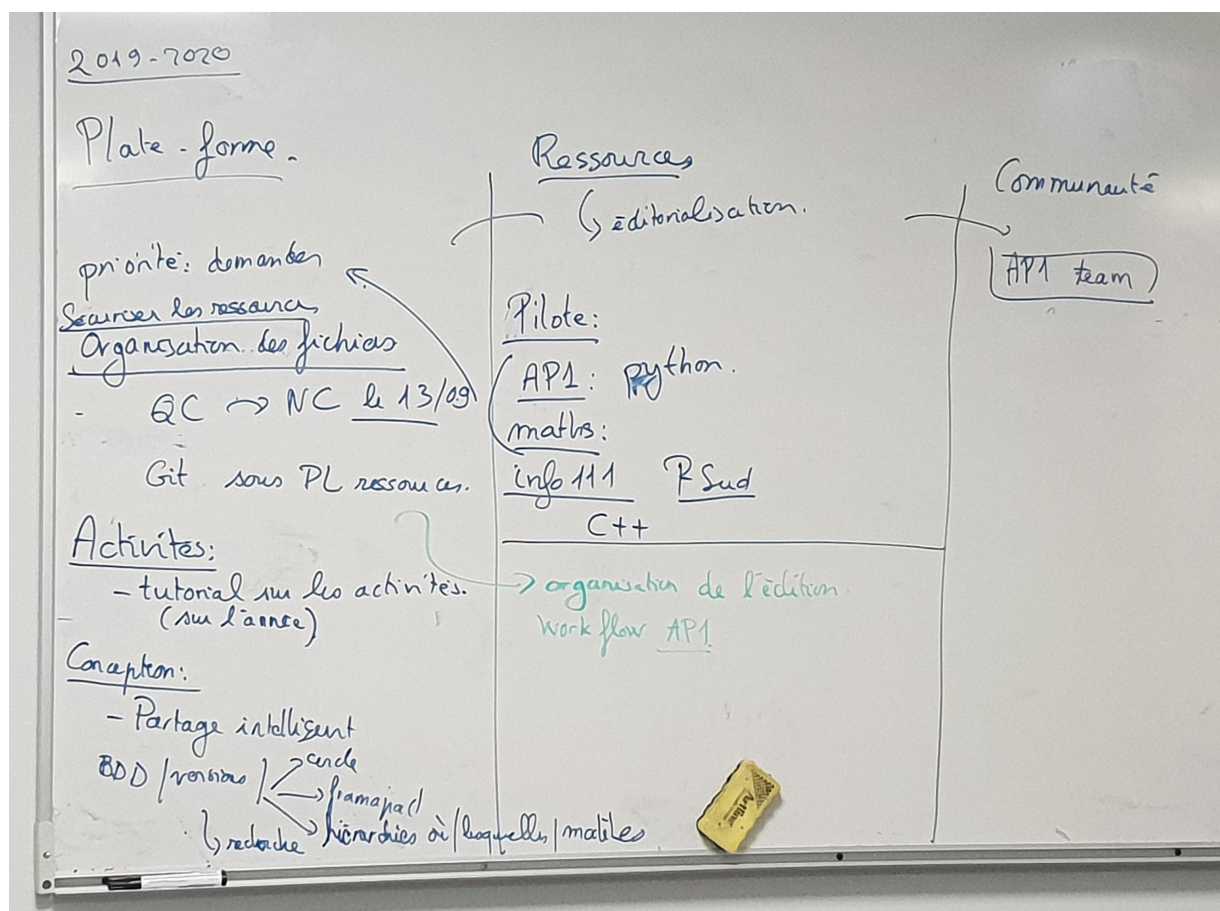 2019-2020
Plate-forme.
priorité: demander
Sécuriser les ressources
Organisation des fichiers
- QC → NC le 13/09
Git sous PL ressources.
Activités:
- tutorial sur les activités.
(sur l'année)
Conception:
- Partage intelligent
BDD / versions / → cercle
→ framapad
→ hiérarchies où / lesquelles /
↳ recherche
Ressources
↳ éditorialisation.
Pilote:
AP1: python.
maths:
info 111 PSud
C++
→ organisation de l'édition
Workflow AP1
Communauté
AP1 team
Artline